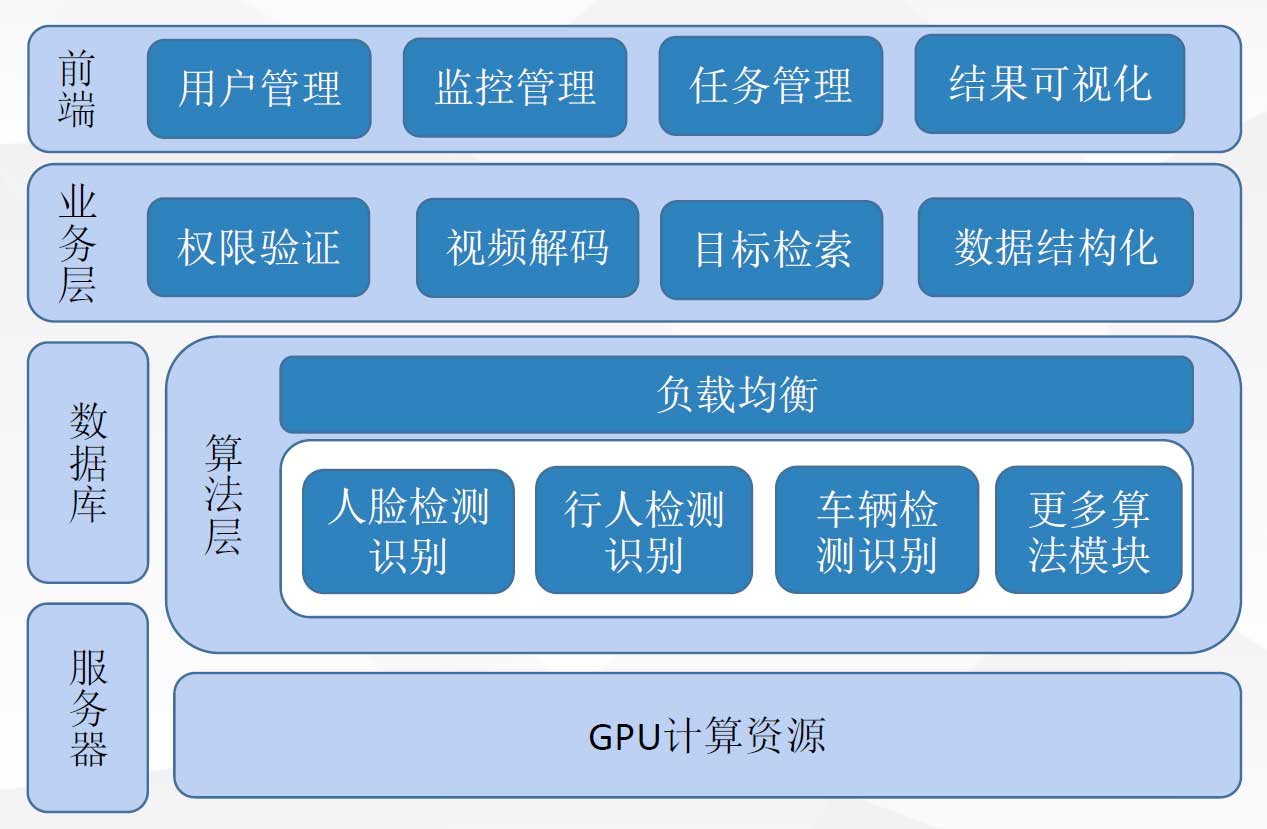 前端
用户管理
监控管理
任务管理
结果可视化
业务层
权限验证
视频解码
目标检索
数据结构化
数据库
算法层
负载均衡
人脸检测
识别
行人检测
识别
车辆检
测识别
更多算
法模块
服务器
GPU计算资源